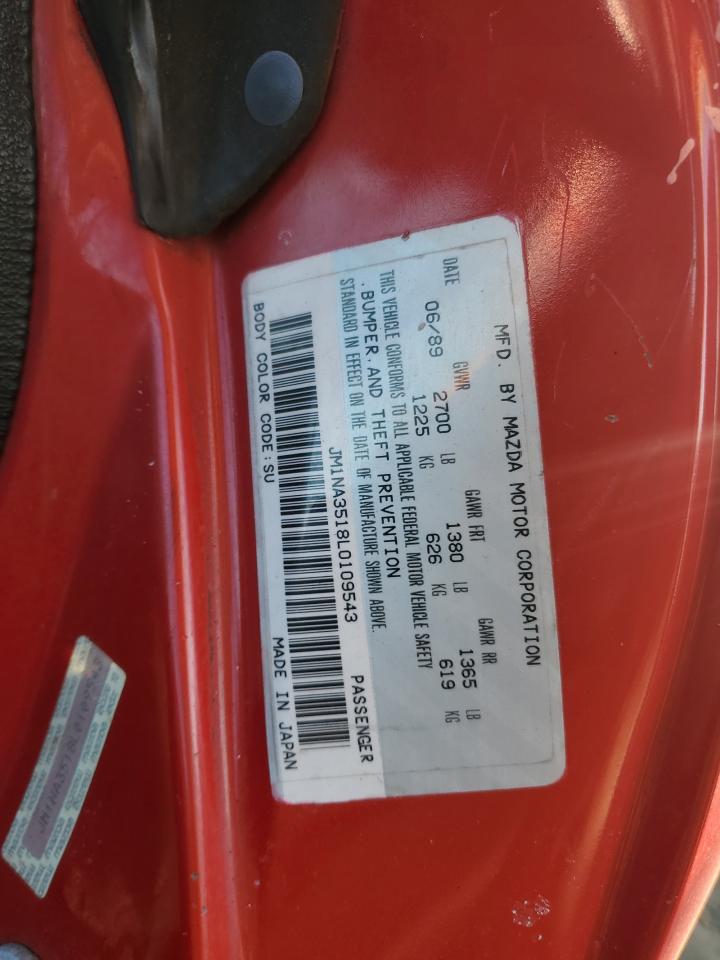 MFD. BY MAZDA MOTOR CORPORATION
DATE GVWR GAWR FRT GAWR RR
06/89 2700 LB 1380 LB 1365 LB
1225 KG 626 KG 619 KG
THIS VEHICLE CONFORMS TO ALL APPLICABLE FEDERAL MOTOR VEHICLE SAFETY
, BUMPER, AND THEFT PREVENTION
STANDARD IN EFFECT ON THE DATE OF MANUFACTURE SHOWN ABOVE.
JM1NA3518L0109543 PASSENGER
BODY COLOR CODE:SU MADE IN JAPAN